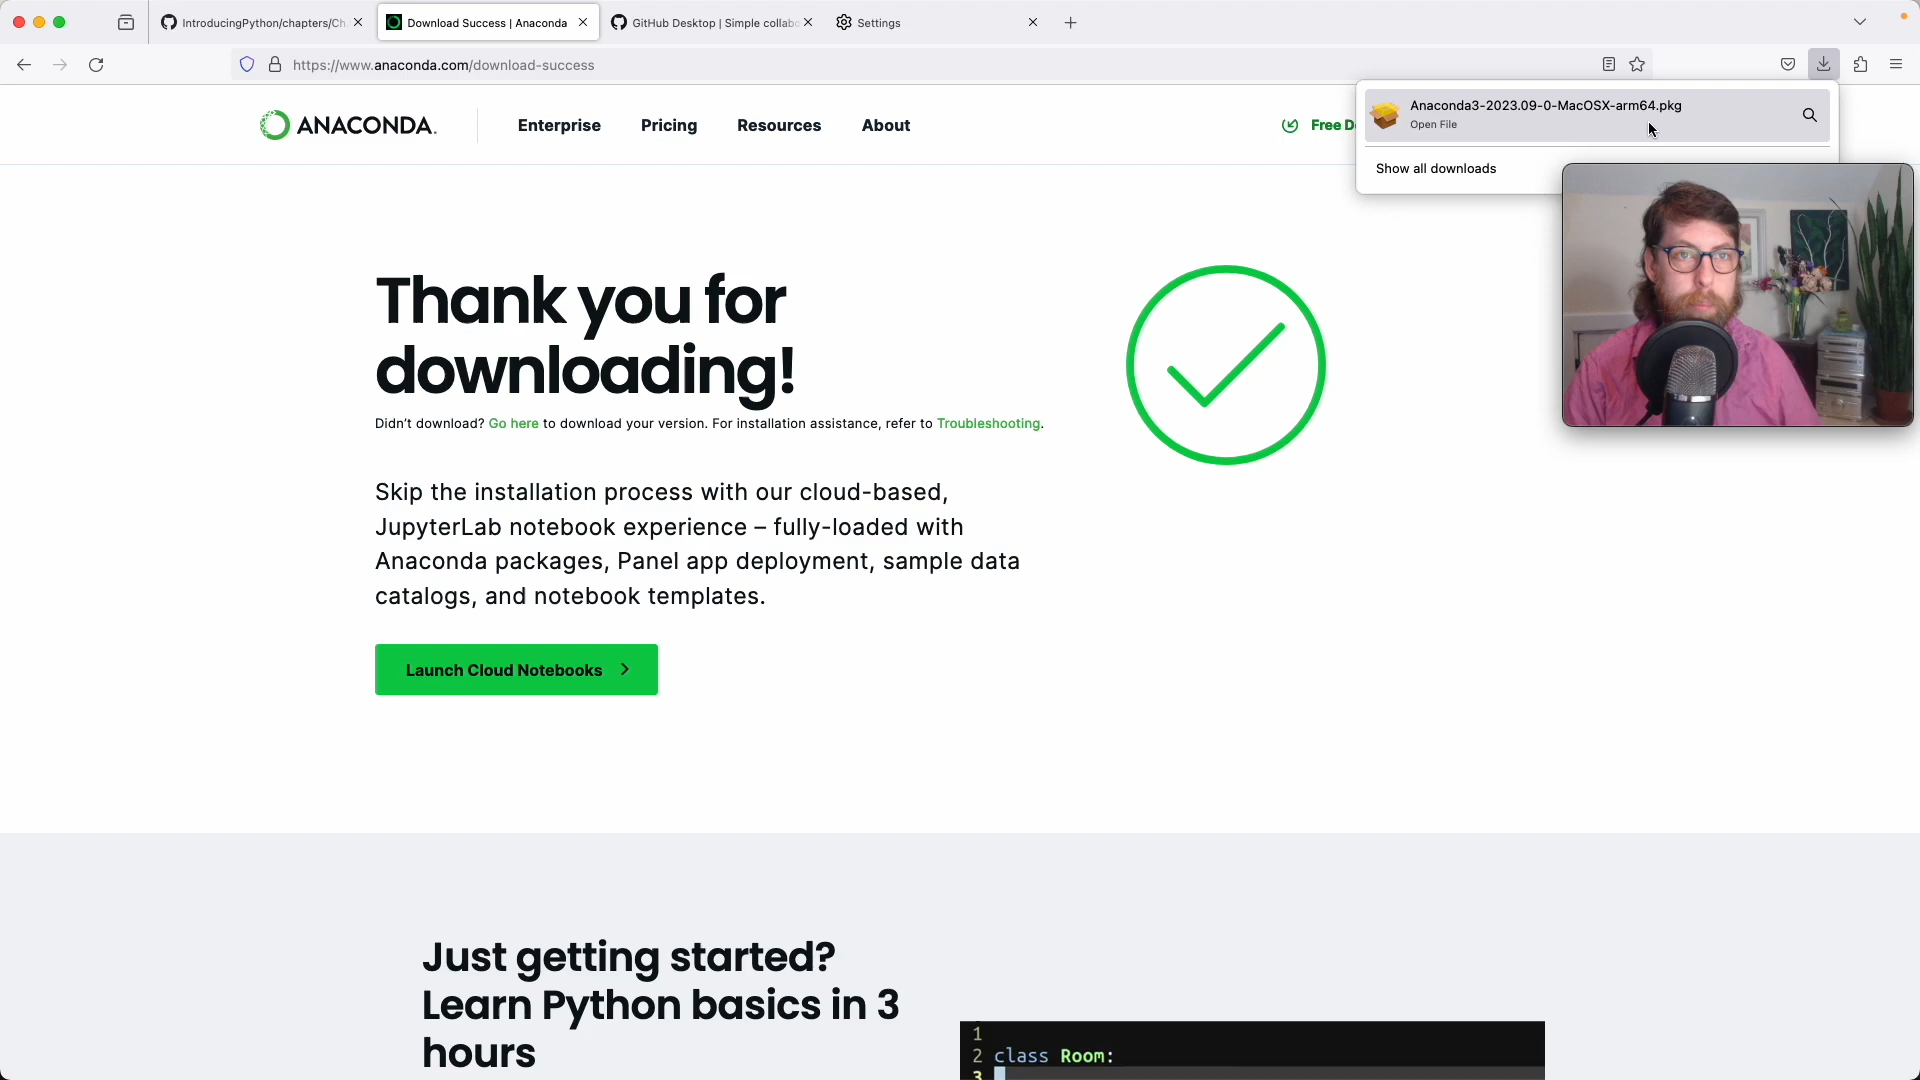 IntroducingPython/chapters/Ch
Download Success | Anaconda
GitHub Desktop | Simple collabo
Settings
https://www.anaconda.com/download-success
Anaconda3-2023.09-0-MacOSX-arm64.pkg
Open File
Show all downloads
ANACONDA.
Enterprise
Pricing
Resources
About
Free D
Thank you for
downloading!
Didn't download? Go here to download your version. For installation assistance, refer to Troubleshooting.
Skip the installation process with our cloud-based,
JupyterLab notebook experience – fully-loaded with
Anaconda packages, Panel app deployment, sample data
catalogs, and notebook templates.
Launch Cloud Notebooks
Just getting started?
Learn Python basics in 3
hours
1
2 class Room:
3